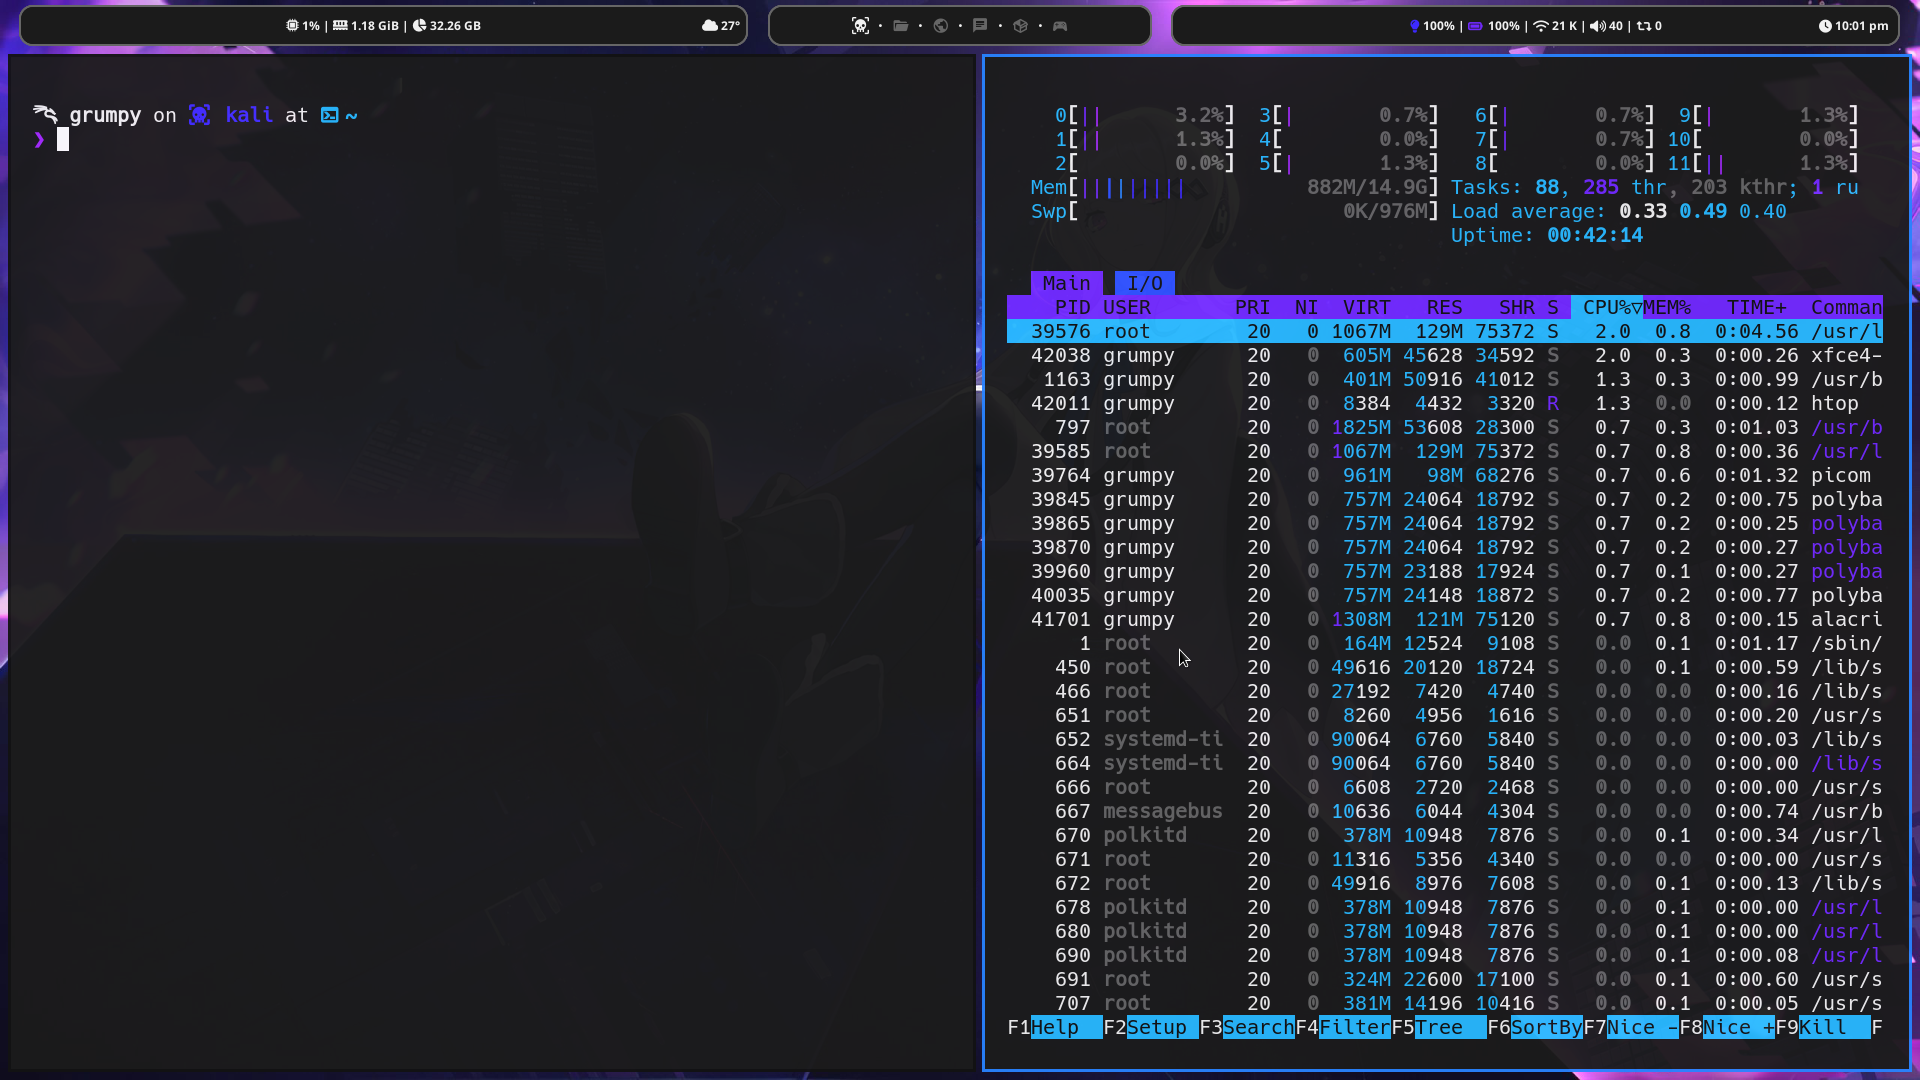 1% | 1.18 GiB | 32.26 GB 27°
100% | 100% | 21 K | 40 | 0 10:01 pm
grumpy on kali at ~
❯
0[|| 3.2%] 3[| 0.7%] 6[| 0.7%] 9[| 1.3%]
1[|| 1.3%] 4[ 0.0%] 7[| 0.7%] 10[ 0.0%]
2[ 0.0%] 5[| 1.3%] 8[ 0.0%] 11[|| 1.3%]
Mem[||||||||| 882M/14.9G] Tasks: 88, 285 thr, 203 kthr; 1 ru
Swp[ 0K/976M] Load average: 0.33 0.49 0.40
Uptime: 00:42:14
Main I/O
PID USER PRI NI VIRT RES SHR S CPU%▽MEM% TIME+ Comman
39576 root 20 0 1067M 129M 75372 S 2.0 0.8 0:04.56 /usr/l
42038 grumpy 20 0 605M 45628 34592 S 2.0 0.3 0:00.26 xfce4-
1163 grumpy 20 0 401M 50916 41012 S 1.3 0.3 0:00.99 /usr/b
42011 grumpy 20 0 8384 4432 3320 R 1.3 0.0 0:00.12 htop
797 root 20 0 1825M 53608 28300 S 0.7 0.3 0:01.03 /usr/b
39585 root 20 0 1067M 129M 75372 S 0.7 0.8 0:00.36 /usr/l
39764 grumpy 20 0 961M 98M 68276 S 0.7 0.6 0:01.32 picom
39845 grumpy 20 0 757M 24064 18792 S 0.7 0.2 0:00.75 polyba
39865 grumpy 20 0 757M 24064 18792 S 0.7 0.2 0:00.25 polyba
39870 grumpy 20 0 757M 24064 18792 S 0.7 0.2 0:00.27 polyba
39960 grumpy 20 0 757M 23188 17924 S 0.7 0.1 0:00.27 polyba
40035 grumpy 20 0 757M 24148 18872 S 0.7 0.2 0:00.77 polyba
41701 grumpy 20 0 1308M 121M 75120 S 0.7 0.8 0:00.15 alacri
1 root 20 0 164M 12524 9108 S 0.0 0.1 0:01.17 /sbin/
450 root 20 0 49616 20120 18724 S 0.0 0.1 0:00.59 /lib/s
466 root 20 0 27192 7420 4740 S 0.0 0.0 0:00.16 /lib/s
651 root 20 0 8260 4956 1616 S 0.0 0.0 0:00.20 /usr/s
652 systemd-ti 20 0 90064 6760 5840 S 0.0 0.0 0:00.03 /lib/s
664 systemd-ti 20 0 90064 6760 5840 S 0.0 0.0 0:00.00 /lib/s
666 root 20 0 6608 2720 2468 S 0.0 0.0 0:00.00 /usr/s
667 messagebus 20 0 10636 6044 4304 S 0.0 0.0 0:00.74 /usr/b
670 polkitd 20 0 378M 10948 7876 S 0.0 0.1 0:00.34 /usr/l
671 root 20 0 11316 5356 4340 S 0.0 0.0 0:00.00 /usr/s
672 root 20 0 49916 8976 7608 S 0.0 0.1 0:00.13 /lib/s
678 polkitd 20 0 378M 10948 7876 S 0.0 0.1 0:00.00 /usr/l
680 polkitd 20 0 378M 10948 7876 S 0.0 0.1 0:00.00 /usr/l
690 polkitd 20 0 378M 10948 7876 S 0.0 0.1 0:00.08 /usr/l
691 root 20 0 324M 22600 17100 S 0.0 0.1 0:00.60 /usr/s
707 root 20 0 381M 14196 10416 S 0.0 0.1 0:00.05 /usr/s
F1Help F2Setup F3SearchF4FilterF5Tree F6SortByF7Nice -F8Nice +F9Kill F